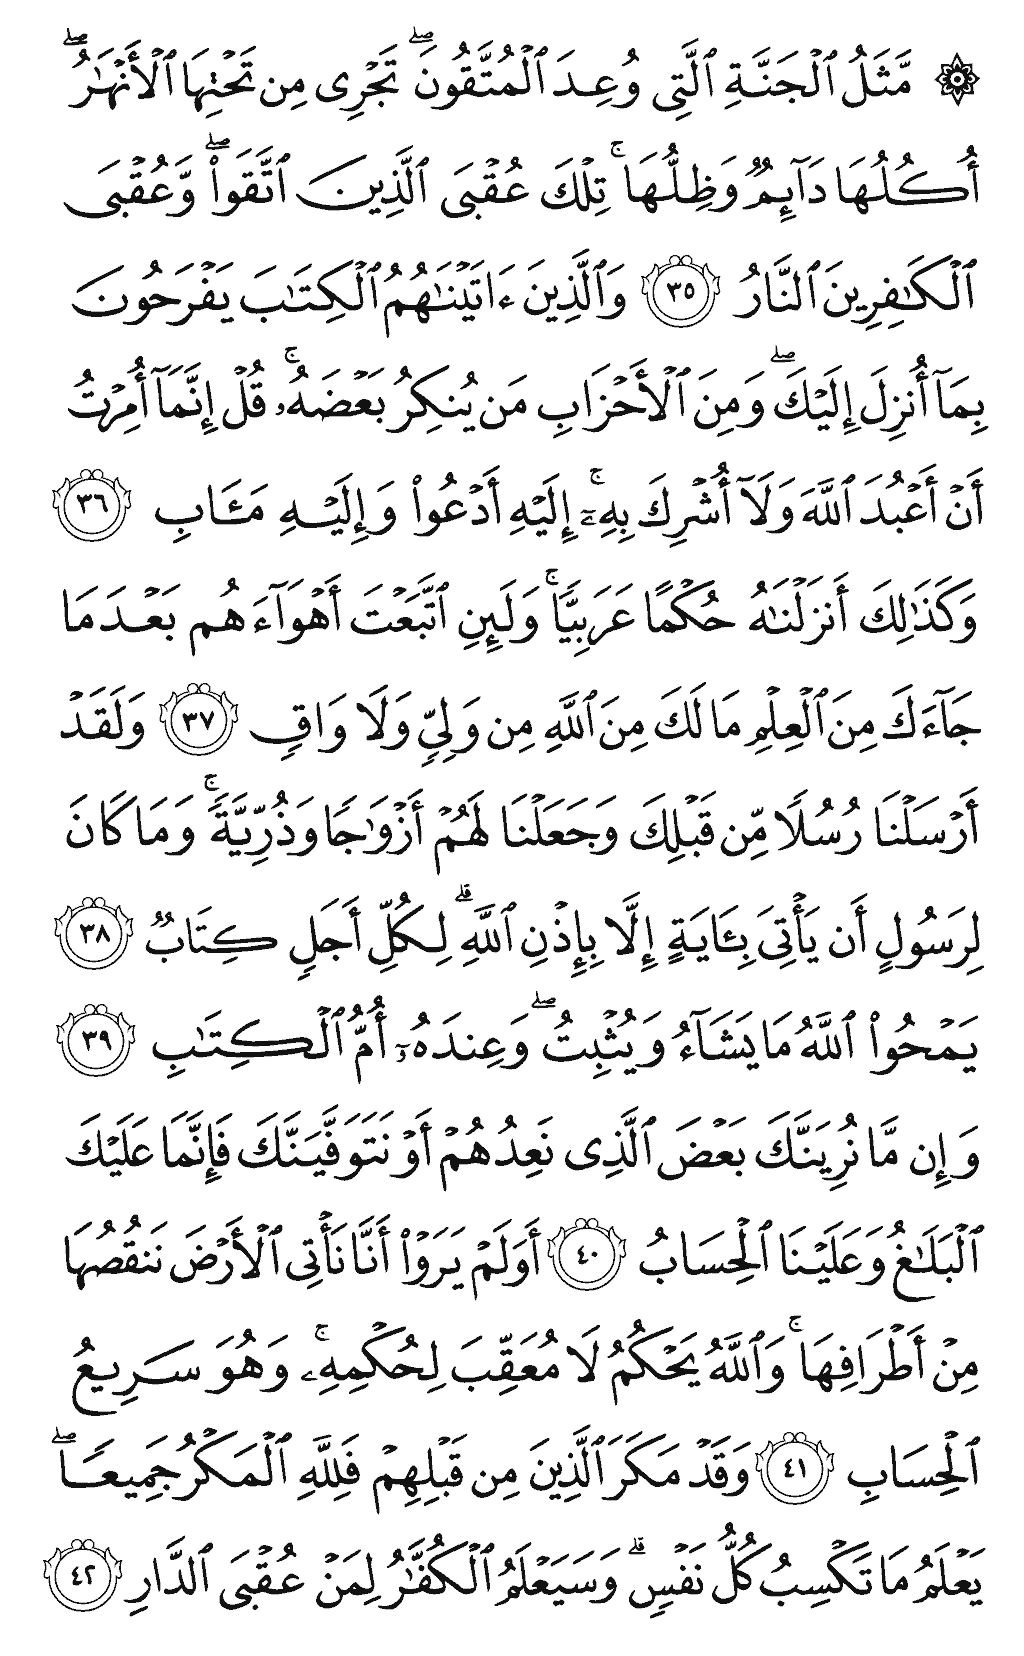 ۞ مَّثَلُ ٱلْجَنَّةِ ٱلَّتِى وُعِدَ ٱلْمُتَّقُونَ ۖ تَجْرِى مِن تَحْتِهَا ٱلْأَنْهَٰرُ ۖ
أُكُلُهَا دَآئِمٌ وَظِلُّهَا ۚ تِلْكَ عُقْبَى ٱلَّذِينَ ٱتَّقَوا۟ ۖ وَّعُقْبَى
ٱلْكَٰفِرِينَ ٱلنَّارُ ٣٥ وَٱلَّذِينَ ءَاتَيْنَٰهُمُ ٱلْكِتَٰبَ يَفْرَحُونَ
بِمَآ أُنزِلَ إِلَيْكَ ۖ وَمِنَ ٱلْأَحْزَابِ مَن يُنكِرُ بَعْضَهُۥ ۚ قُلْ إِنَّمَآ أُمِرْتُ
أَنْ أَعْبُدَ ٱللَّهَ وَلَآ أُشْرِكَ بِهِۦٓ ۚ إِلَيْهِ أَدْعُوا۟ وَإِلَيْهِ مَـَٔابِ ٣٦
وَكَذَٰلِكَ أَنزَلْنَٰهُ حُكْمًا عَرَبِيًّا ۚ وَلَئِنِ ٱتَّبَعْتَ أَهْوَآءَهُم بَعْدَ مَا
جَآءَكَ مِنَ ٱلْعِلْمِ مَا لَكَ مِنَ ٱللَّهِ مِن وَلِىٍّ وَلَا وَاقٍ ٣٧ وَلَقَدْ
أَرْسَلْنَا رُسُلًا مِّن قَبْلِكَ وَجَعَلْنَا لَهُمْ أَزْوَٰجًا وَذُرِّيَّةً ۚ وَمَا كَانَ
لِرَسُولٍ أَن يَأْتِىَ بِـَٔايَةٍ إِلَّا بِإِذْنِ ٱللَّهِ ۗ لِكُلِّ أَجَلٍ كِتَابٌ ٣٨
يَمْحُوا۟ ٱللَّهُ مَا يَشَآءُ وَيُثْبِتُ ۖ وَعِندَهُۥٓ أُمُّ ٱلْكِتَٰبِ ٣٩
وَإِن مَّا نُرِيَنَّكَ بَعْضَ ٱلَّذِى نَعِدُهُمْ أَوْ نَتَوَفَّيَنَّكَ فَإِنَّمَا عَلَيْكَ
ٱلْبَلَٰغُ وَعَلَيْنَا ٱلْحِسَابُ ٤٠ أَوَلَمْ يَرَوْا۟ أَنَّا نَأْتِى ٱلْأَرْضَ نَنقُصُهَا
مِنْ أَطْرَافِهَا ۚ وَٱللَّهُ يَحْكُمُ لَا مُعَقِّبَ لِحُكْمِهِۦ ۚ وَهُوَ سَرِيعُ
ٱلْحِسَابِ ٤١ وَقَدْ مَكَرَ ٱلَّذِينَ مِن قَبْلِهِمْ فَلِلَّهِ ٱلْمَكْرُ جَمِيعًا ۖ
يَعْلَمُ مَا تَكْسِبُ كُلُّ نَفْسٍ ۗ وَسَيَعْلَمُ ٱلْكُفَّٰرُ لِمَنْ عُقْبَى ٱلدَّارِ ٤٢